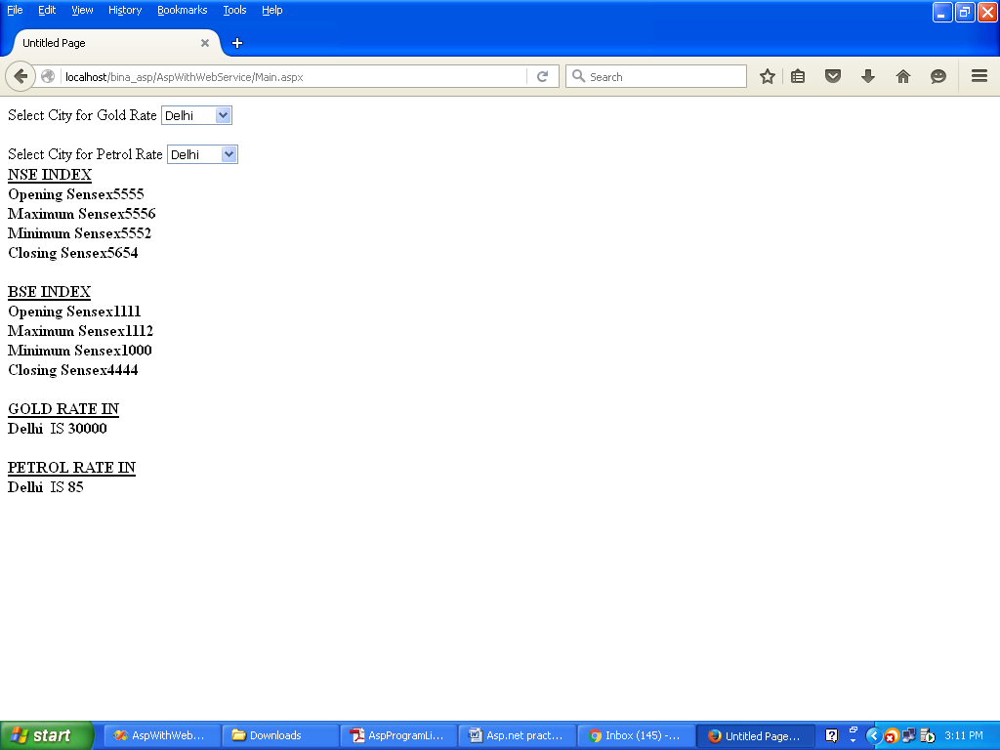 File Edit View History Bookmarks Tools Help
Untitled Page
localhost/bina_asp/AspWithWebService/Main.aspx
Search
Select City for Gold Rate Delhi
Select City for Petrol Rate Delhi
NSE INDEX
Opening Sensex5555
Maximum Sensex5556
Minimum Sensex5552
Closing Sensex5654
BSE INDEX
Opening Sensex1111
Maximum Sensex1112
Minimum Sensex1000
Closing Sensex4444
GOLD RATE IN
Delhi IS 30000
PETROL RATE IN
Delhi IS 85
start AspWithWeb... Downloads AspProgramLi... Asp.net pract... Inbox (145) -... Untitled Page... 3:11 PM